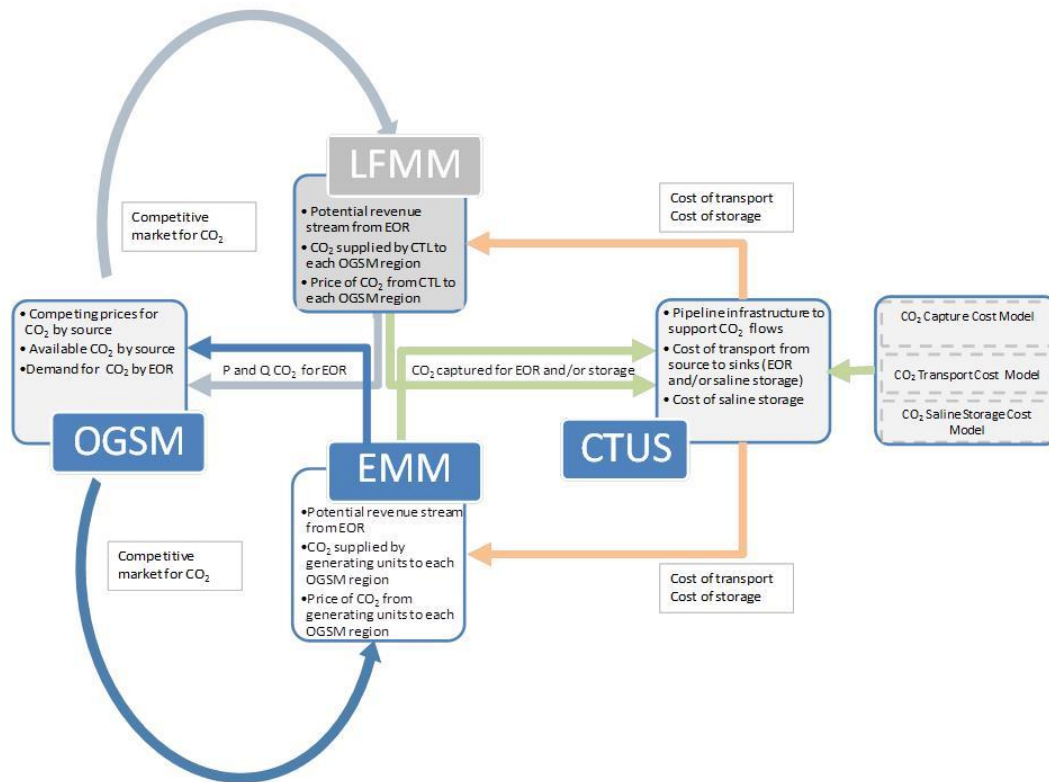 LFMM
• Potential revenue
stream from EOR
• CO₂ supplied by CTL to
each OGSM region
• Price of CO₂ from CTL to
each OGSM region
Competitive
market for CO₂
Cost of transport
Cost of storage
• Competing prices for
CO₂ by source
• Available CO₂ by source
•Demand for CO₂ by EOR
OGSM
P and Q CO₂ for EOR
CO₂ captured for EOR and/or storage
• Pipeline infrastructure to
support CO₂ flows
• Cost of transport from
source to sinks (EOR
and/or saline storage)
• Cost of saline storage
CTUS
CO₂ Capture Cost Model
CO₂ Transport Cost Model
CO₂ Saline Storage Cost
Model
EMM
•Potential revenue stream
from EOR
•CO₂ supplied by
generating units to each
OGSM region
•Price of CO₂ from
generating units to each
OGSM region
Competitive
market for CO₂
Cost of transport
Cost of storage